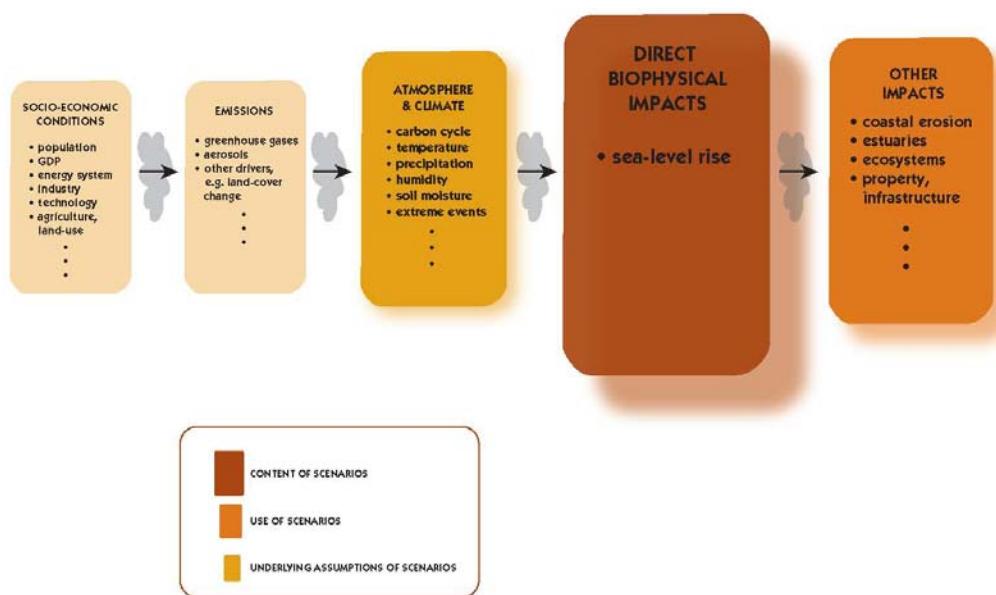 SOCIO-ECONOMIC
CONDITIONS
• population
• GDP
• energy system
• industry
• technology
• agriculture,
land-use
•
•
•
EMISSIONS
• greenhouse gases
• aerosols
• other drivers,
e.g. land-cover
change
•
•
•
ATMOSPHERE
& CLIMATE
• carbon cycle
• temperature
• precipitation
• humidity
• soil moisture
• extreme events
•
•
•
DIRECT
BIOPHYSICAL
IMPACTS
• sea-level rise
OTHER
IMPACTS
• coastal erosion
• estuaries
• ecosystems
• property,
infrastructure
•
•
•
CONTENT OF SCENARIOS
USE OF SCENARIOS
UNDERLYING ASSUMPTIONS OF SCENARIOS